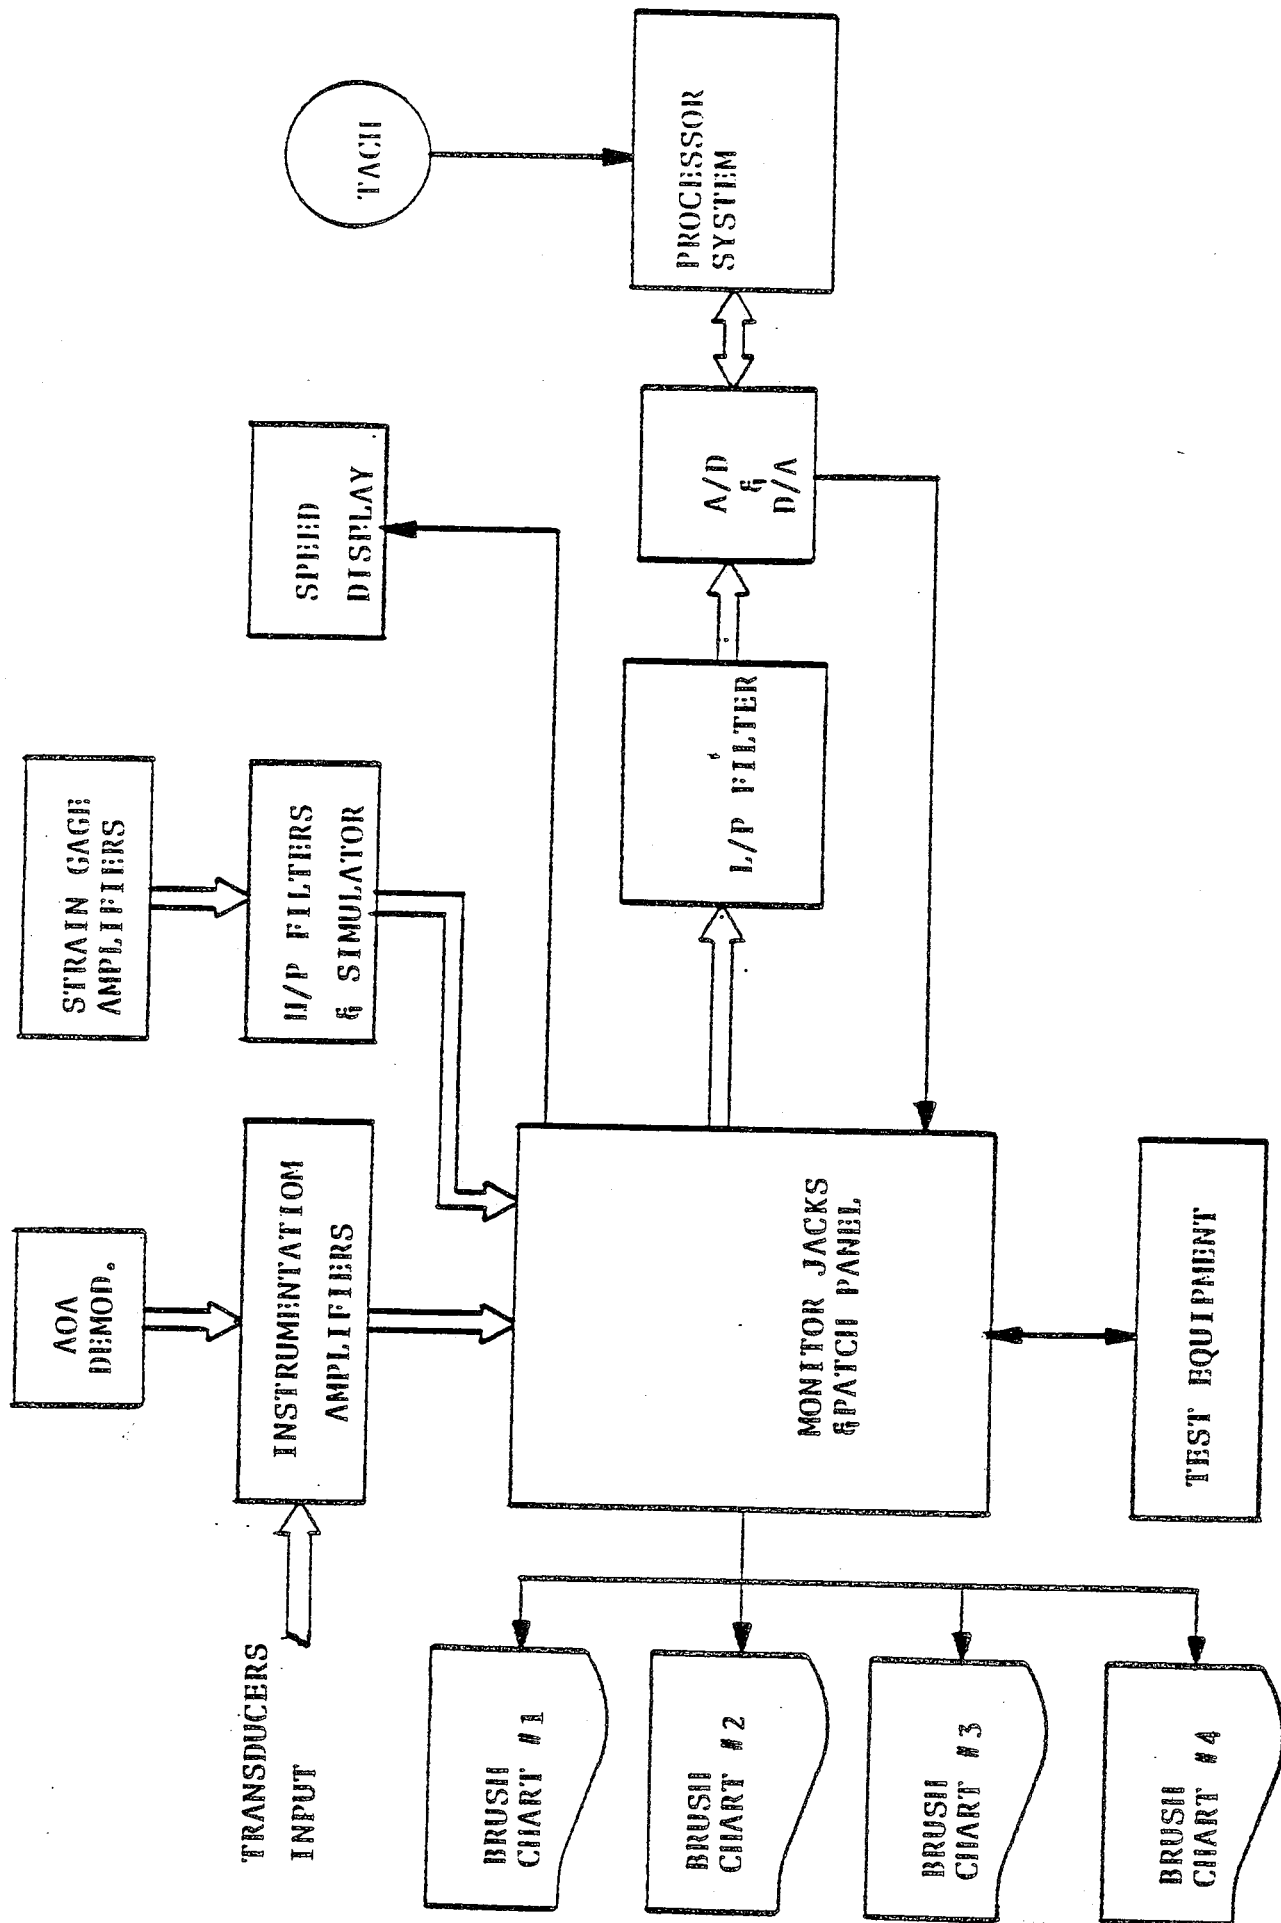 AOA
DEMOD.
STRAIN GAGE
AMPLIFIERS
TRANSDUCERS
INPUT
INSTRUMENTATIOM
AMPLIFIERS
H/P FILTERS
& SIMULATOR
SPEED
DISPLAY
TACH
BRUSH
CHART #1
BRUSH
CHART #2
BRUSH
CHART #3
BRUSH
CHART #4
MONITOR JACKS
&PATCH PANEL
L/P FILTER
A/D
&
D/A
PROCESSOR
SYSTEM
TEST EQUIPMENT